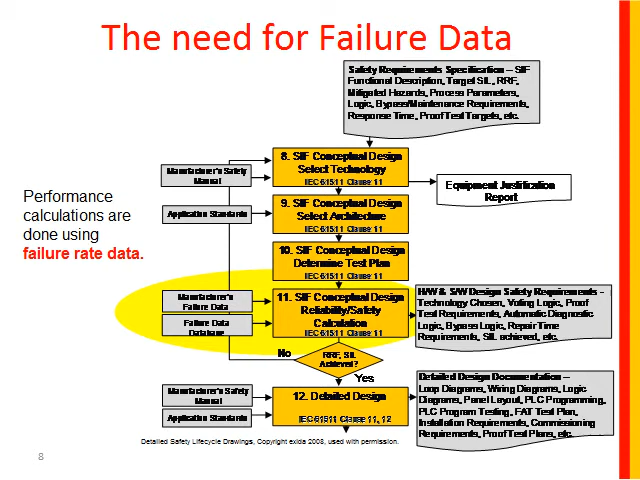 The need for Failure Data
Safety Requirements Specification – SIF
Functional Description, Target SIL, RRF,
Mitigated Hazards, Process Parameters,
Logic, Bypass/Maintenance Requirements,
Response Time, Proof Test Targets, etc.
8. SIF Conceptual Design
Select Technology
IEC 61511 Clause 11
Manufacturer's Safety
Manual
Equipment Justification
Report
Performance
calculations are
done using
failure rate data.
Application Standards
9. SIF Conceptual Design
Select Architecture
IEC 61511 Clause 11
10. SIF Conceptual Design
Determine Test Plan
IEC 61511 Clause 11
Manufacturer's
Failure Data
Failure Data
Database
11. SIF Conceptual Design
Reliability/Safety
Calculation
IEC 61511 Clause 11
H/W & S/W Design Safety Requirements –
Technology Chosen, Voting Logic, Proof
Test Requirements, Automatic Diagnostic
Logic, Bypass Logic, Repair Time
Requirements, SIL achieved, etc.
No
RRF, SIL
Achieved?
Yes
Manufacturer's Safety
Manual
Application Standards
12. Detailed Design
IEC 61511 Clause 11, 12
Detailed Design Documentation –
Loop Diagrams, Wiring Diagrams, Logic
Diagrams, Panel Layout, PLC Programming,
PLC Program Testing, FAT Test Plan,
Installation Requirements, Commissioning
Requirements, Proof Test Plans, etc.
Detailed Safety Lifecycle Drawings, Copyright exida 2008, used with permission.
8